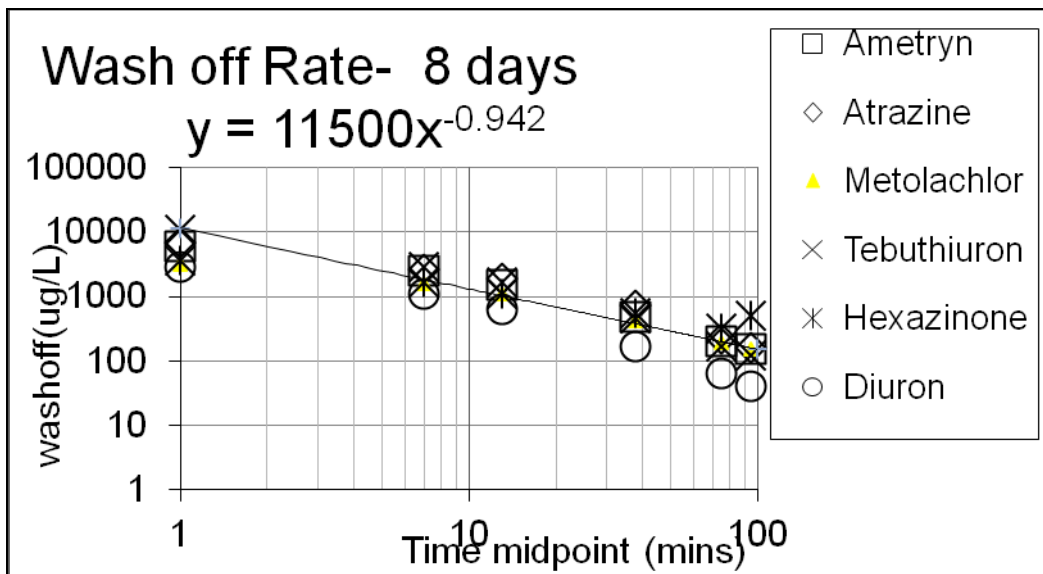 Wash off Rate- 8 days
y = 11500x^-0.942
100000
10000
1000
100
10
1
washoff(ug/L)
1
10
100
Time midpoint (mins)
Ametryn
Atrazine
Metolachlor
Tebuthiuron
Hexazinone
Diuron